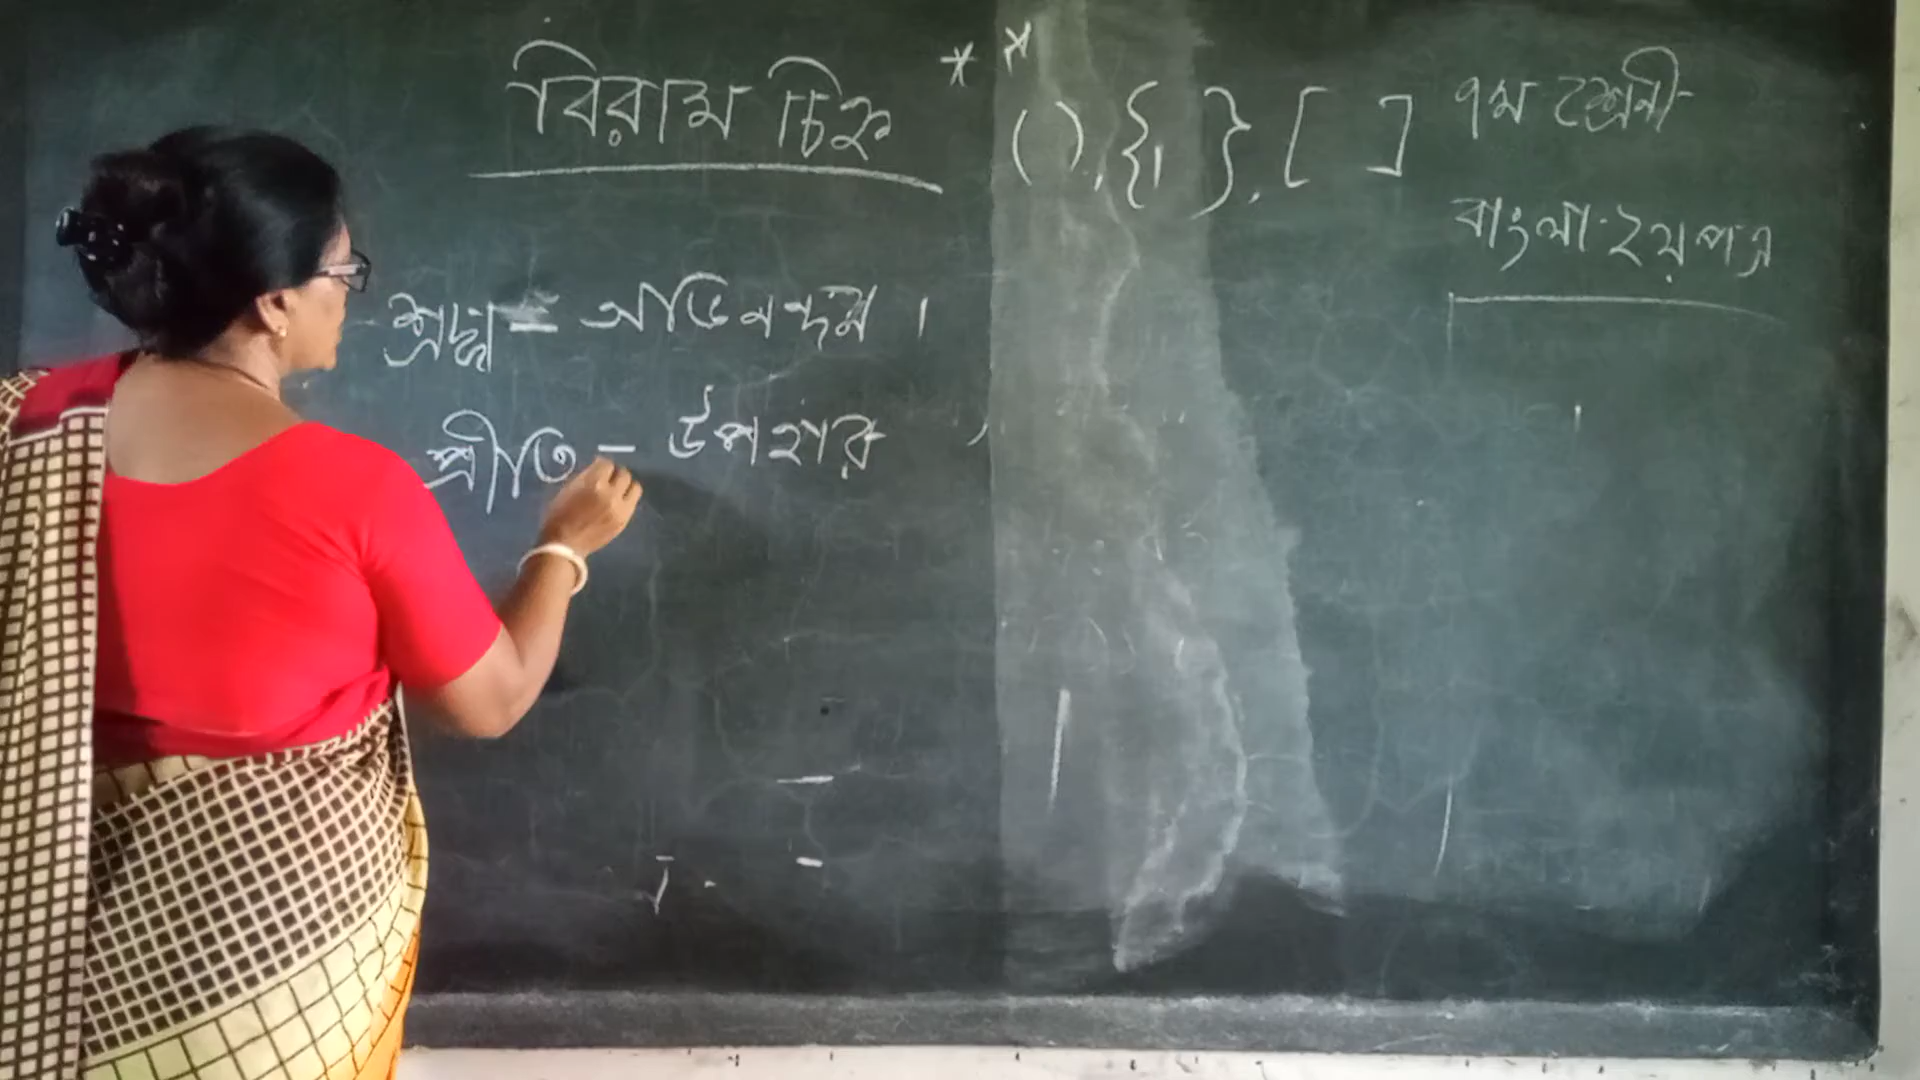 বিরাম চিহ্ন **
( ) , { , } , [ ]
৭ম শ্রেনী
বাংলা ২য় পত্র
শ্রদ্ধা – অভিনন্দন ।
প্রীতি – উপহার